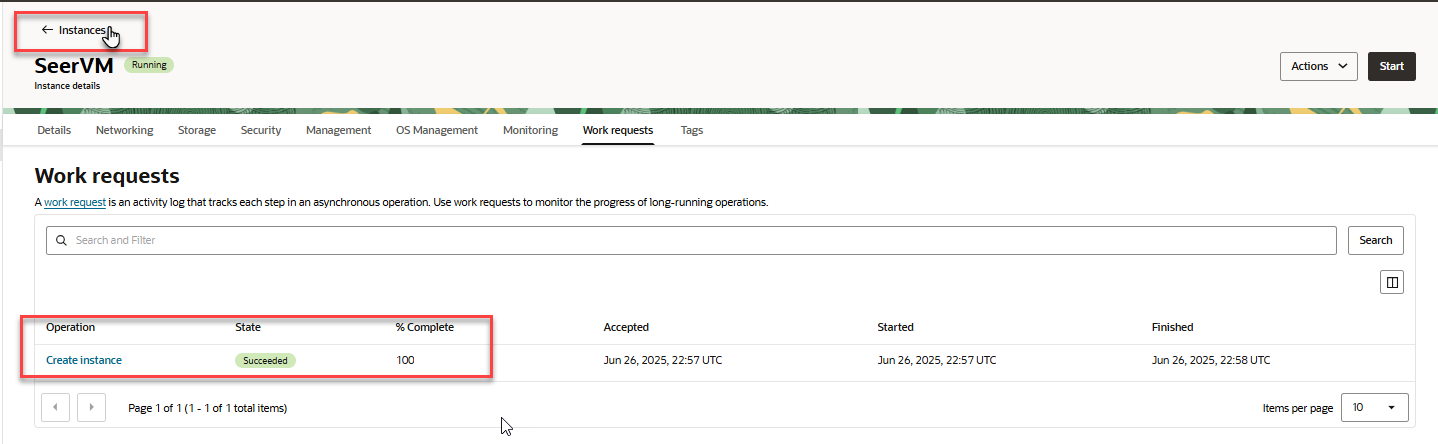 Instances
SeerVM Running
Instance details
Actions Start
Details Networking Storage Security Management OS Management Monitoring Work requests Tags
Work requests
A work request is an activity log that tracks each step in an asynchronous operation. Use work requests to monitor the progress of long-running operations.
Search and Filter Search
Operation State % Complete Accepted Started Finished
Create instance Succeeded 100 Jun 26, 2025, 22:57 UTC Jun 26, 2025, 22:57 UTC Jun 26, 2025, 22:58 UTC
Page 1 of 1 (1 - 1 of 1 total items) Items per page 10